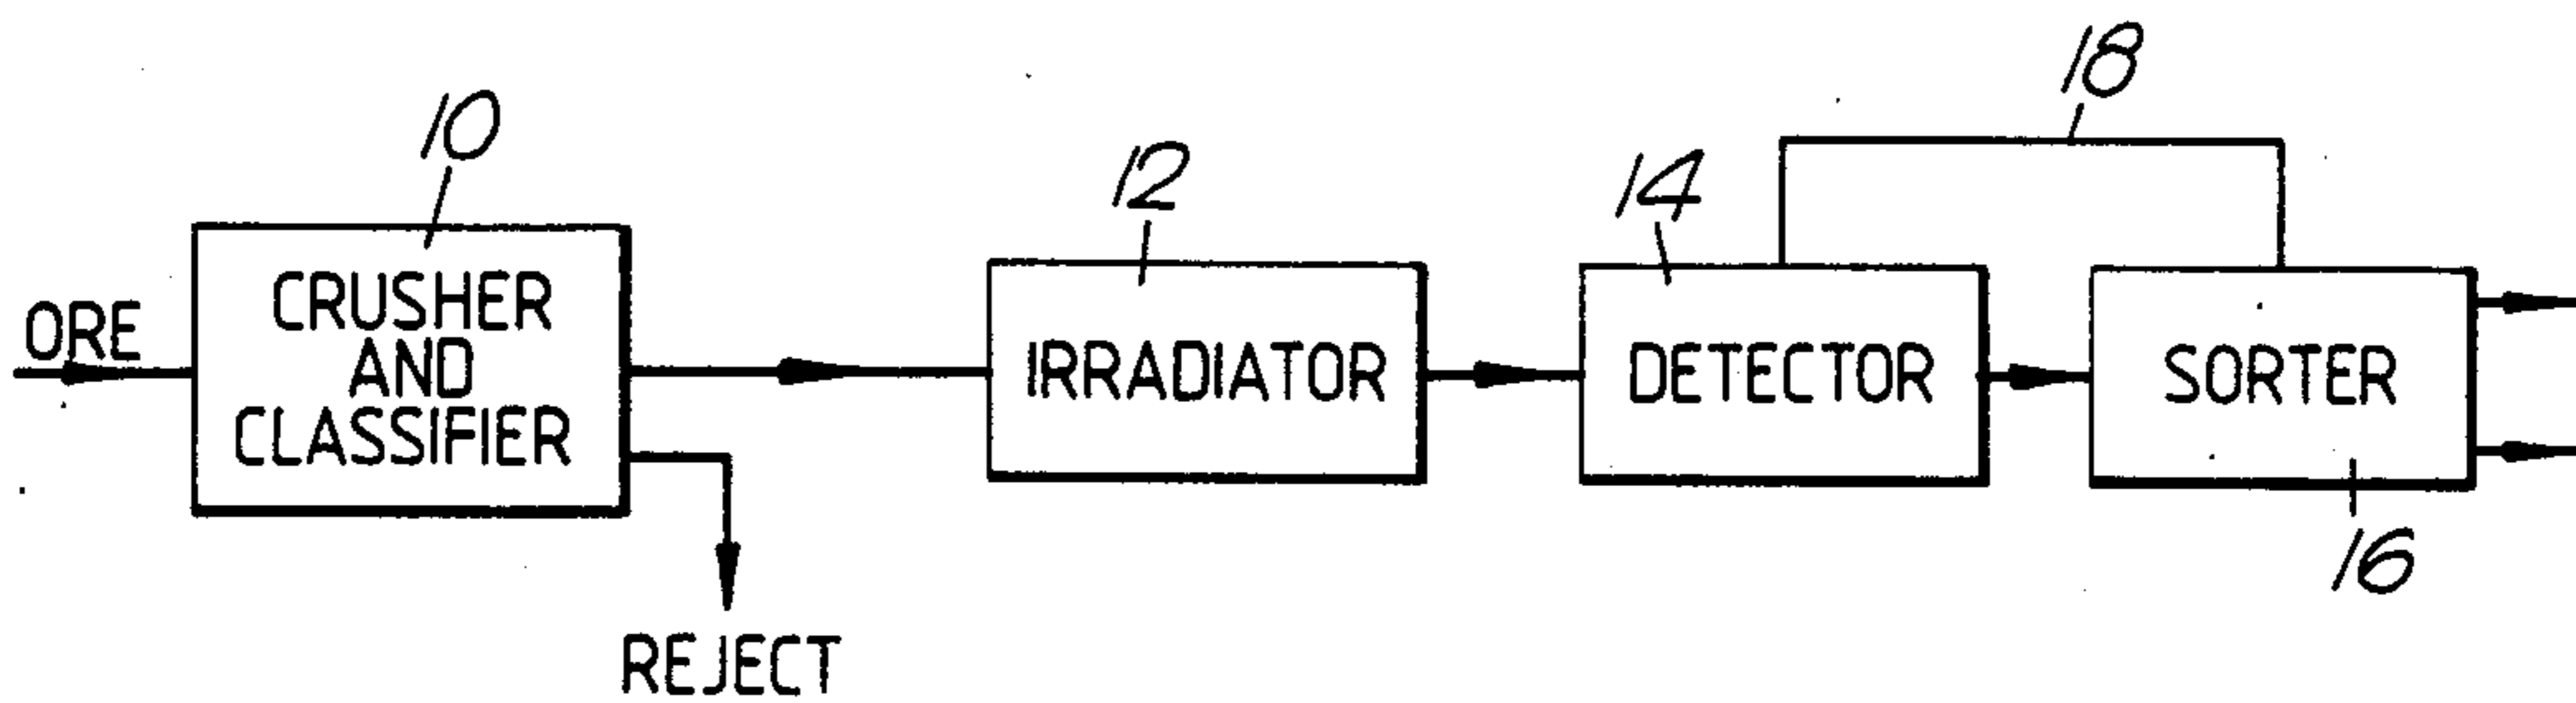 18
10
12
14
ORE
CRUSHER
AND
CLASSIFIER
IRRADIATOR
DETECTOR
SORTER
16
REJECT